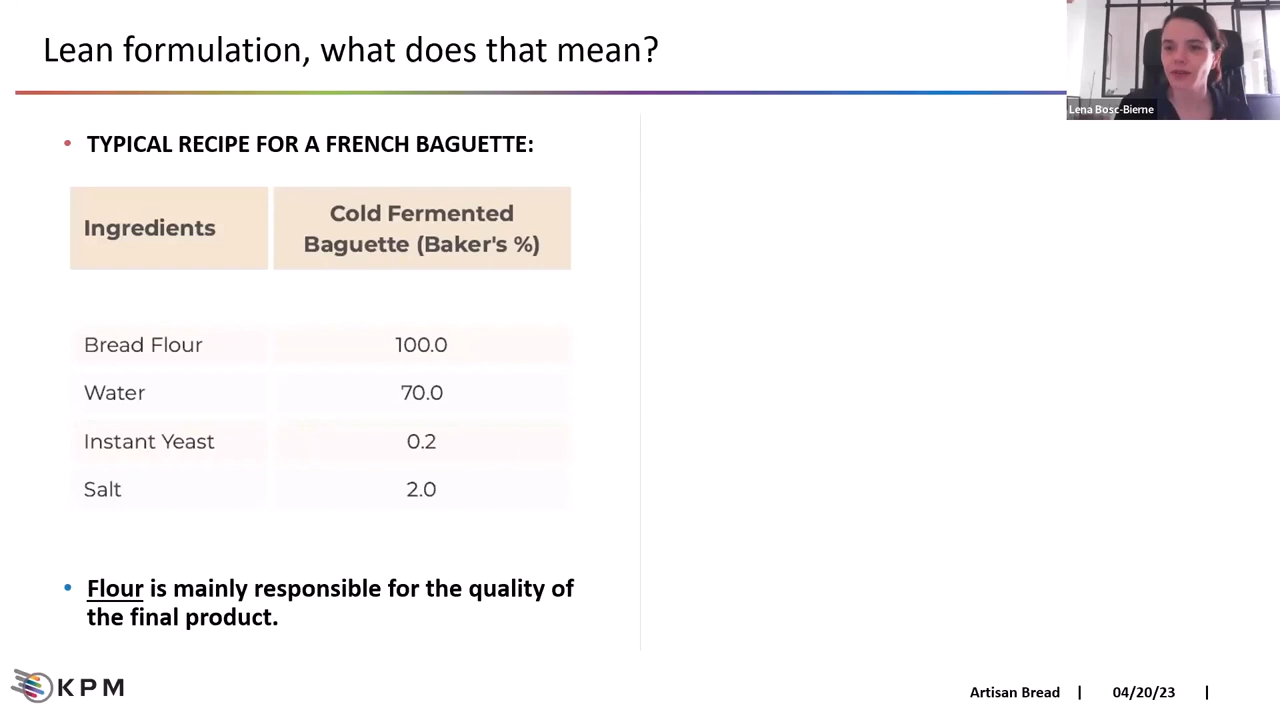 Lean formulation, what does that mean?
Lena Bosc-Bierne
• TYPICAL RECIPE FOR A FRENCH BAGUETTE:
Ingredients
Cold Fermented
Baguette (Baker's %)
Bread Flour 100.0
Water 70.0
Instant Yeast 0.2
Salt 2.0
• Flour is mainly responsible for the quality of
the final product.
KPM
Artisan Bread | 04/20/23 |